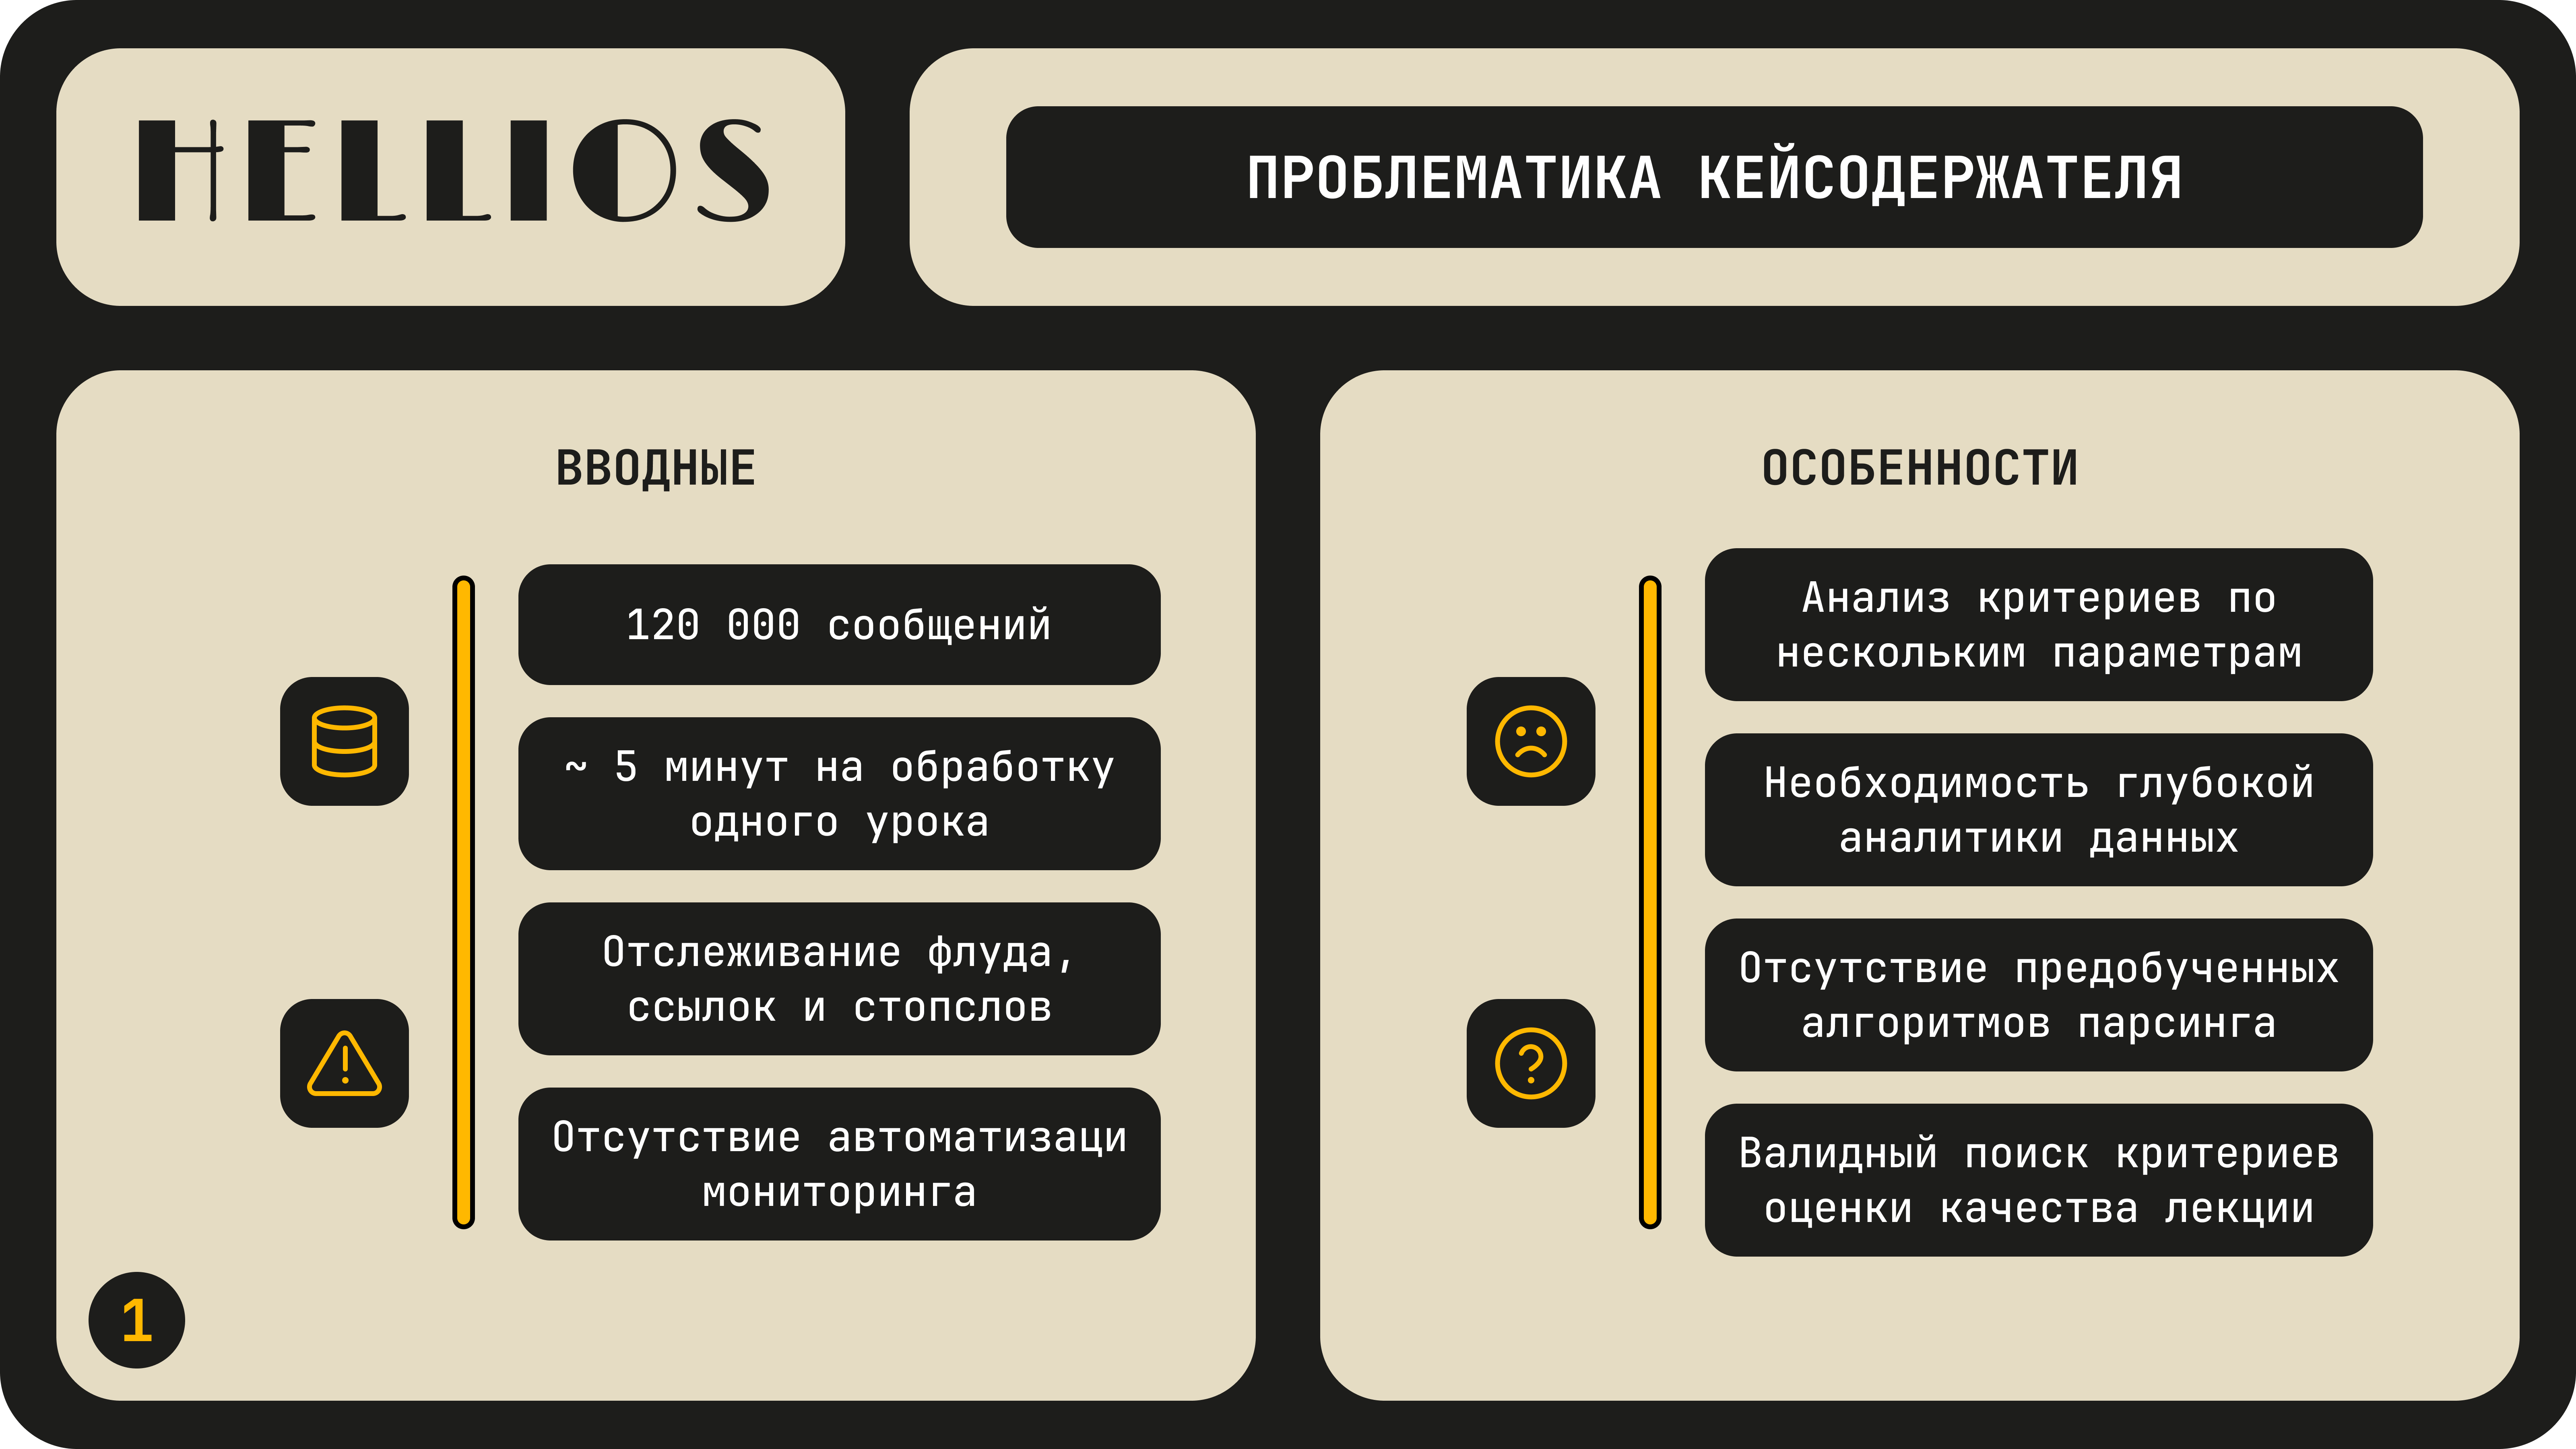 HELLIOS
ПРОБЛЕМАТИКА КЕЙСОДЕРЖАТЕЛЯ
ВВОДНЫЕ
120 000 сообщений
~ 5 минут на обработку
одного урока
Отслеживание флуда,
ссылок и стопслов
Отсутствие автоматизаци
мониторинга
1
ОСОБЕННОСТИ
Анализ критериев по
нескольким параметрам
Необходимость глубокой
аналитики данных
Отсутствие предобученных
алгоритмов парсинга
Валидный поиск критериев
оценки качества лекции